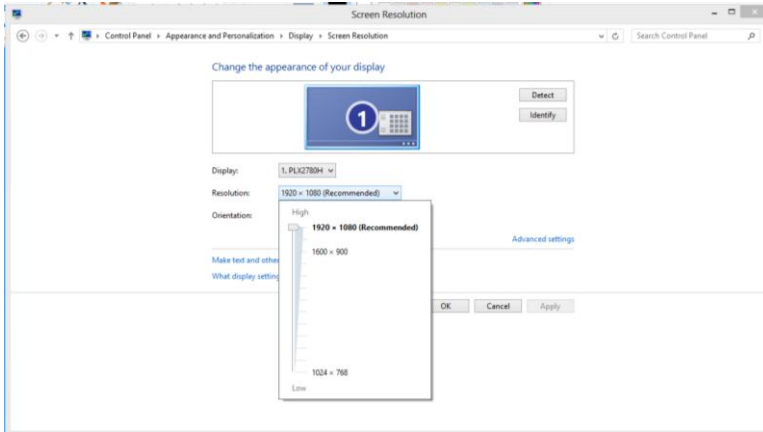 Screen Resolution
Control Panel › Appearance and Personalization › Display › Screen Resolution
Search Control Panel
Change the appearance of your display
1
Detect
Identify
Display: 1. PLX2780H
Resolution: 1920 × 1080 (Recommended)
Orientation:
High
1920 × 1080 (Recommended)
1600 × 900
Advanced settings
Make text and other
What display setting
OK Cancel Apply
1024 × 768
Low